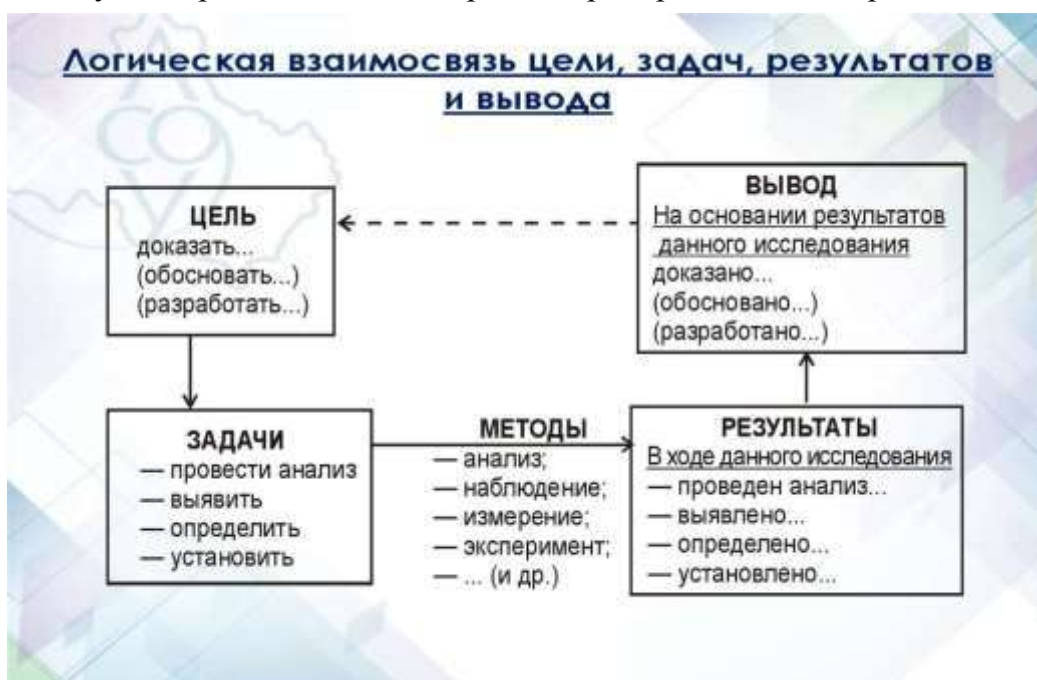 Логическая взаимосвязь цели, задач, результатов
и вывода
ЦЕЛЬ
доказать...
(обосновать...)
(разработать...)
ВЫВОД
На основании результатов
данного исследования
доказано...
(обосновано...)
(разработано...)
ЗАДАЧИ
— провести анализ
— выявить
— определить
— установить
МЕТОДЫ
— анализ;
— наблюдение;
— измерение;
— эксперимент;
— ... (и др.)
РЕЗУЛЬТАТЫ
В ходе данного исследования
— проведен анализ...
— выявлено...
— определено...
— установлено...